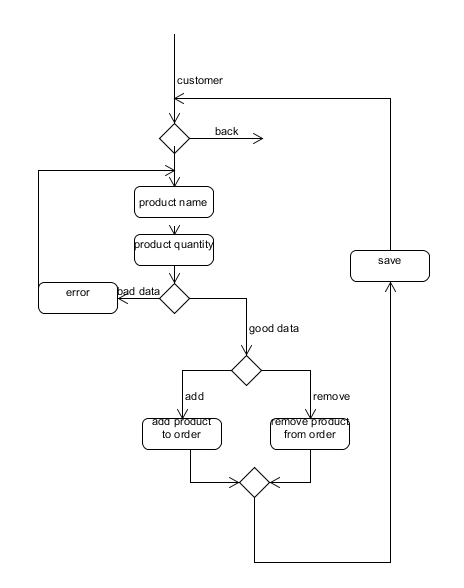 customer
back
product name
product quantity
save
error
bad data
good data
add
remove
add product
to order
remove product
from order